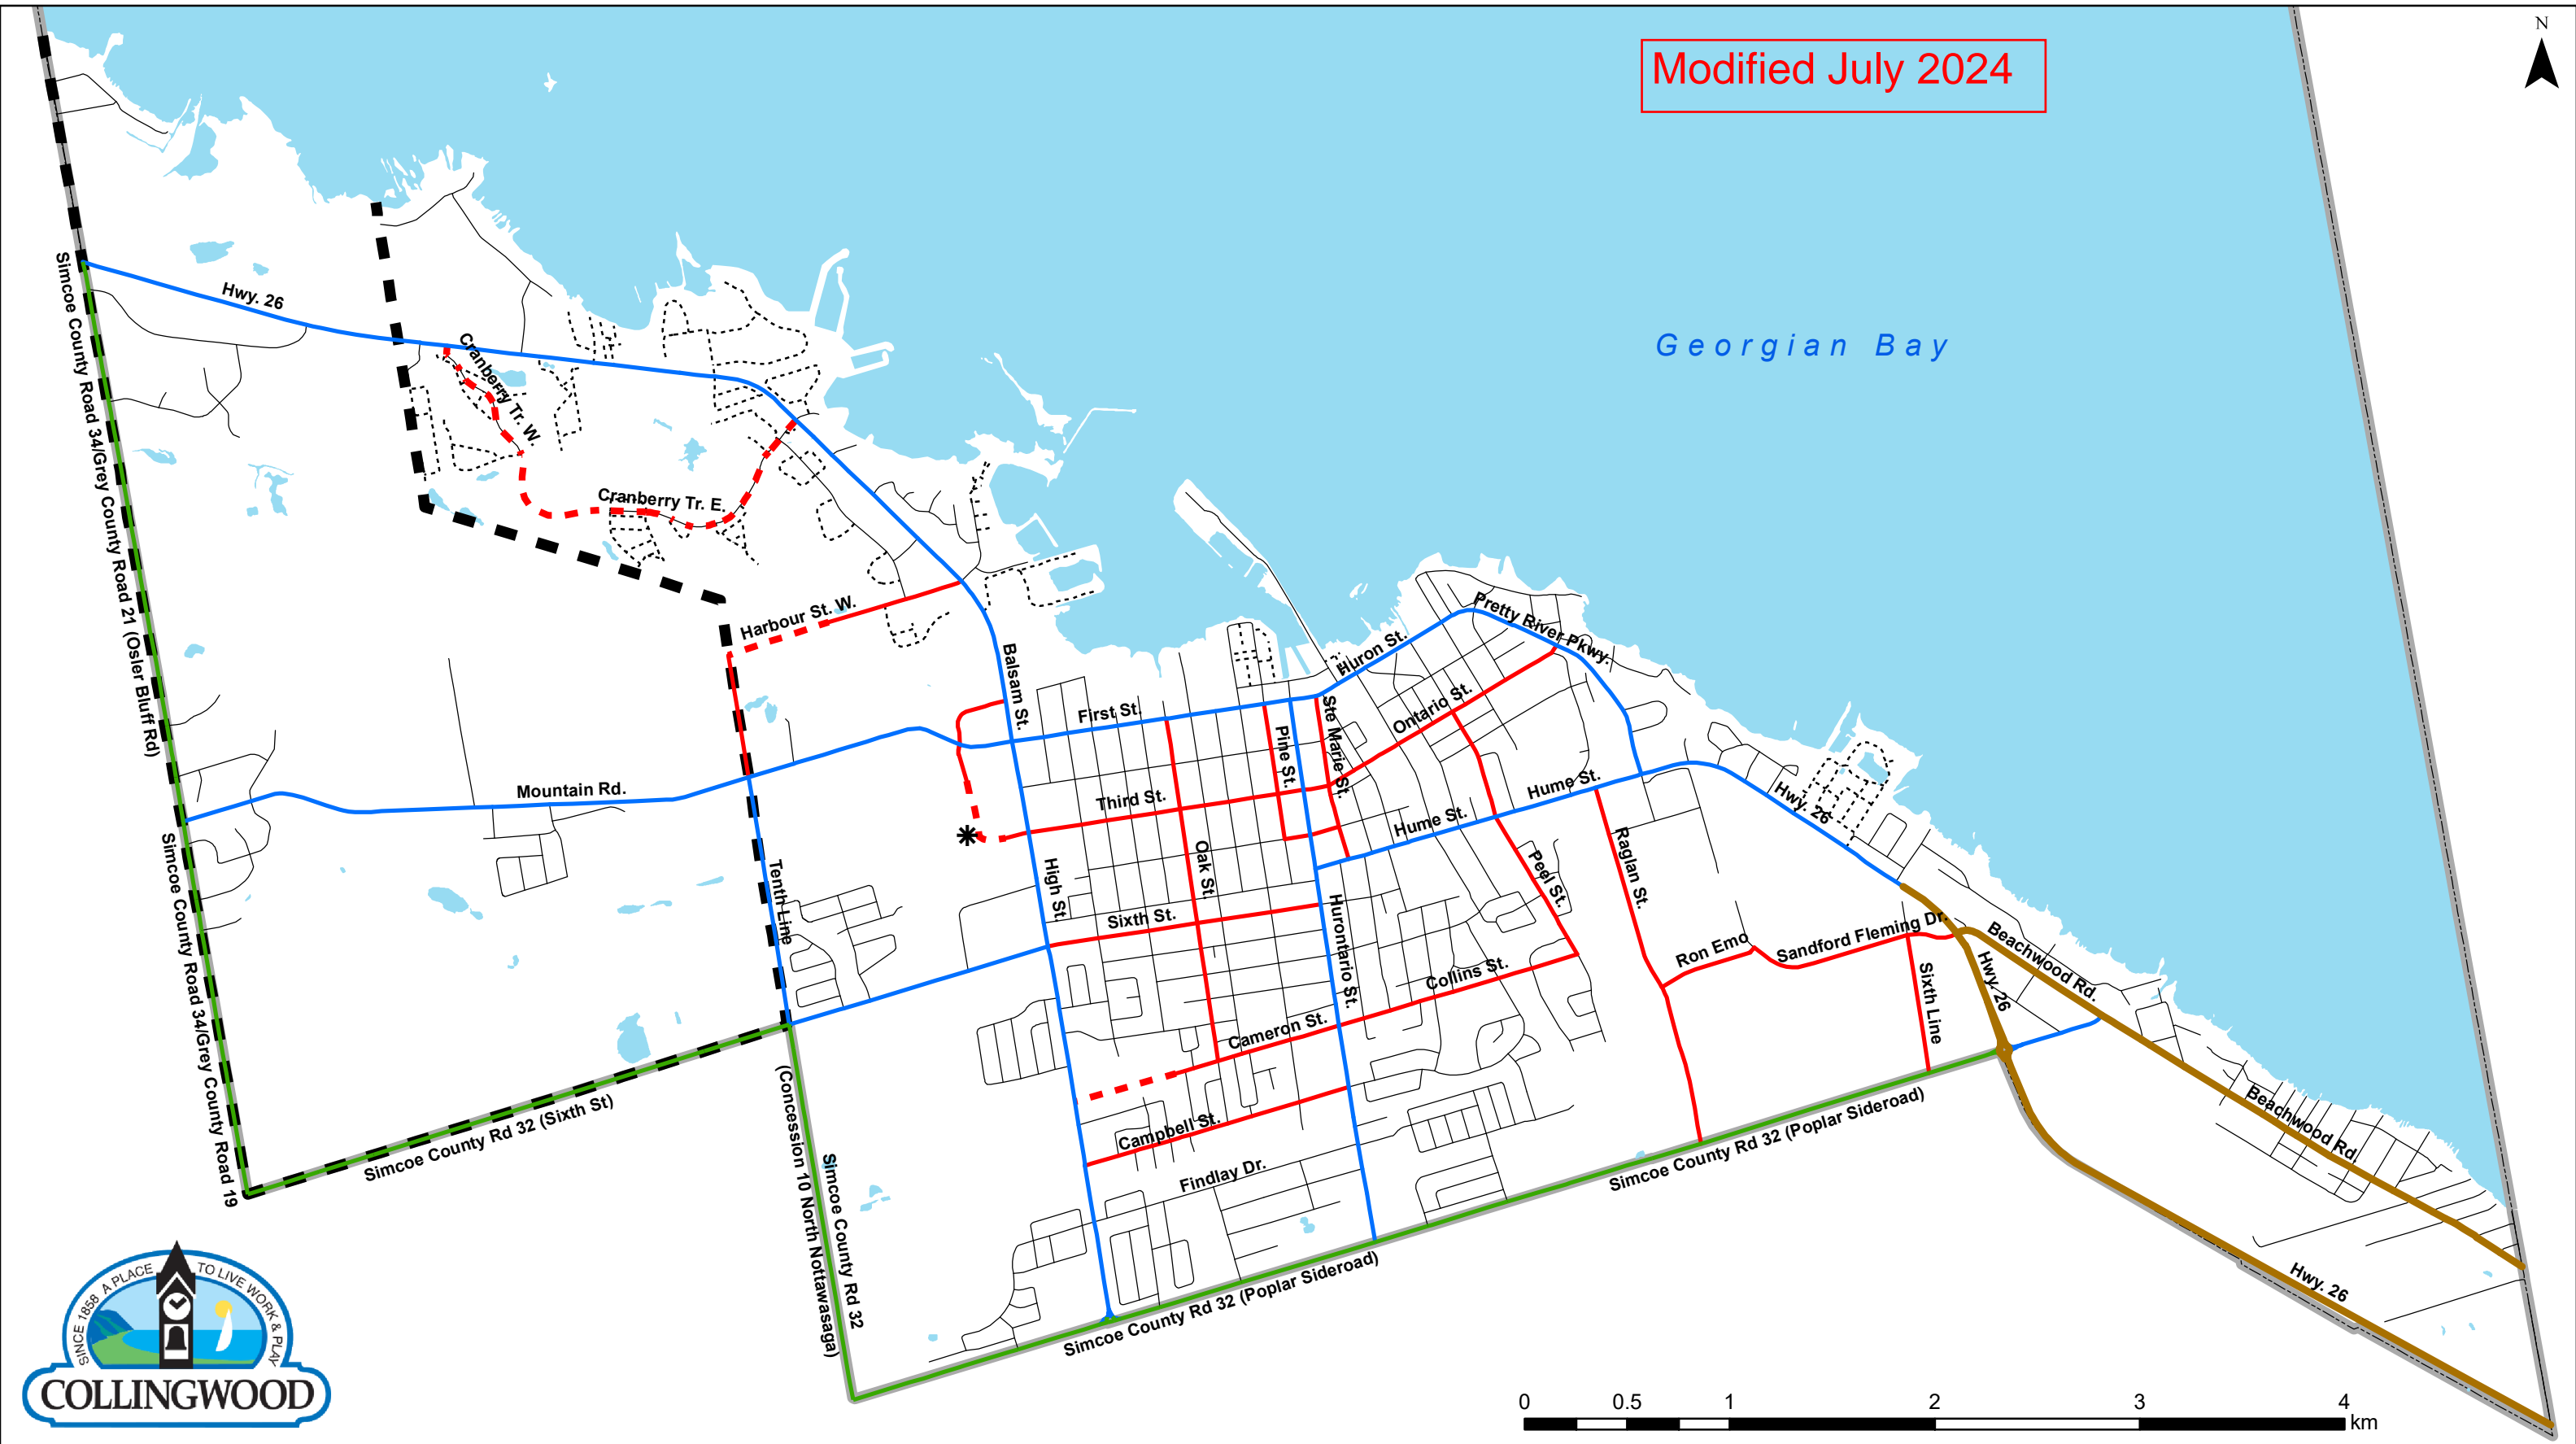 N
Modified July 2024
Georgian Bay
Hwy. 26
Simcoe County Road 34/Grey County Road 21 (Osler Bluff Rd)
Cranberry Tr. W.
Cranberry Tr. E.
Harbour St. W.
Balsam St.
Huron St.
Pretty River Pkwy.
First St.
Pine St.
Ste Marie St.
Ontario St.
Mountain Rd.
Third St.
Hume St.
Hume St.
Hwy. 26
Simcoe County Road 34/Grey County Road 19
Tenth Line
High St.
Oak St.
Sixth St.
Hurontario St.
Peel St.
Raglan St.
Collins St.
Cameron St.
Ron Emo
Sandford Fleming Dr.
Sixth Line
Hwy. 26
Beachwood Rd.
Beachwood Rd.
Simcoe County Rd 32 (Sixth St)
(Concession 10 North Nottawasaga)
Simcoe County Rd 32
Campbell St.
Findlay Dr.
Simcoe County Rd 32 (Poplar Sideroad)
Simcoe County Rd 32 (Poplar Sideroad)
Hwy. 26
SINCE 1858 A PLACE TO LIVE WORK & PLAY
COLLINGWOOD
0 0.5 1 2 3 4
km